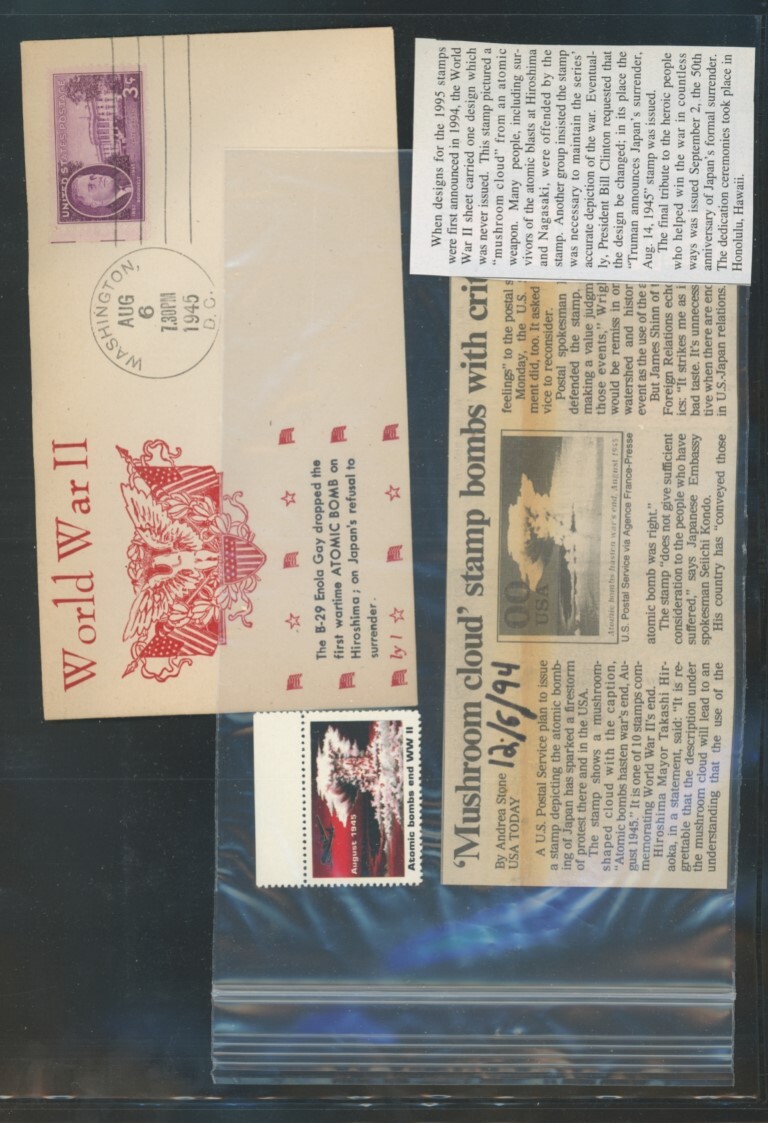 UNITED STATES POSTAGE
3¢
WASHINGTON,
AUG
6
7.30PM
1945
D.C.
World War II
The B-29 Enola Gay dropped the
first wartime ATOMIC BOMB on
Hiroshima; on Japan's refusal to
surrender.
ly 1
August 1945
Atomic bombs end WW II
When designs for the 1995 stamps
were first announced in 1994, the World
War II sheet carried one design which
was never issued. This stamp pictured a
"mushroom cloud" from an atomic
weapon. Many people, including sur-
vivors of the atomic blasts at Hiroshima
and Nagasaki, were offended by the
stamp. Another group insisted the stamp
was necessary to maintain the series'
accurate depiction of the war. Eventual-
ly, President Bill Clinton requested that
the design be changed; in its place the
"Truman announces Japan's surrender,
Aug. 14, 1945" stamp was issued.
The final tribute to the heroic people
who helped win the war in countless
ways was issued September 2, the 50th
anniversary of Japan's formal surrender.
The dedication ceremonies took place in
Honolulu, Hawaii.
'Mushroom cloud' stamp bombs with cri
By Andrea Stone
USA TODAY
12/6/94
A U.S. Postal Service plan to issue
a stamp depicting the atomic bomb-
ing of Japan has sparked a firestorm
of protest there and in the USA.
The stamp shows a mushroom-
shaped cloud with the caption,
"Atomic bombs hasten war's end, Au-
gust 1945." It is one of 10 stamps com-
memorating World War II's end.
Hiroshima Mayor Takashi Hir-
aoka, in a statement, said: "It is re-
grettable that the description under
the mushroom cloud will lead to an
understanding that the use of the
00
USA
Atomic bombs hasten war's end, August 1945
U.S. Postal Service via Agence France-Presse
atomic bomb was right."
The stamp "does not give sufficient
consideration to the people who have
suffered," says Japanese Embassy
spokesman Seiichi Kondo.
His country has "conveyed those
feelings" to the postal s
Monday, the U.S.
ment did, too. It asked
vice to reconsider.
Postal spokesman
defended the stamp.
making a value judgm
those events," Wrig
would be remiss in or
watershed and histor
event as the use of the a
But James Shinn of
Foreign Relations echo
ics: "It strikes me as i
bad taste. It's unnecess
tive when there are eno
in U.S.-Japan relations.